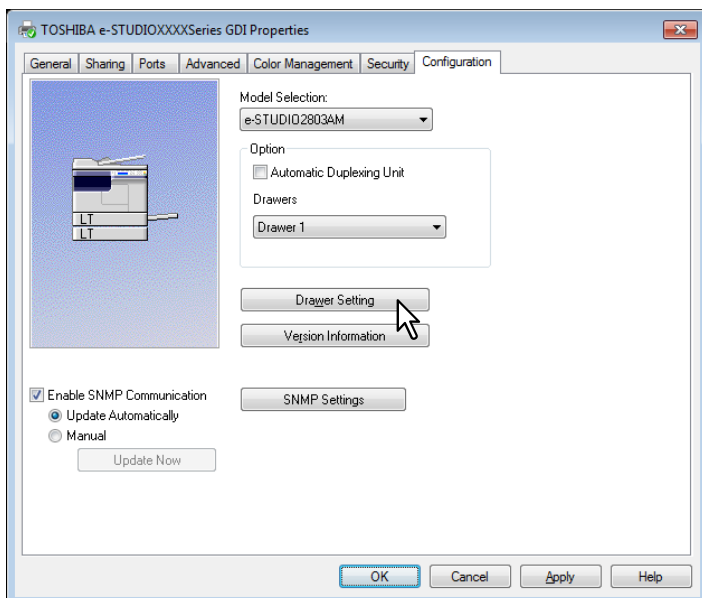 TOSHIBA e-STUDIOXXXXSeries GDI Properties
General Sharing Ports Advanced Color Management Security Configuration
Model Selection:
e-STUDIO2803AM
Option
Automatic Duplexing Unit
Drawers
Drawer 1
LT
LT
Drawer Setting
Version Information
Enable SNMP Communication
SNMP Settings
Update Automatically
Manual
Update Now
OK Cancel Apply Help